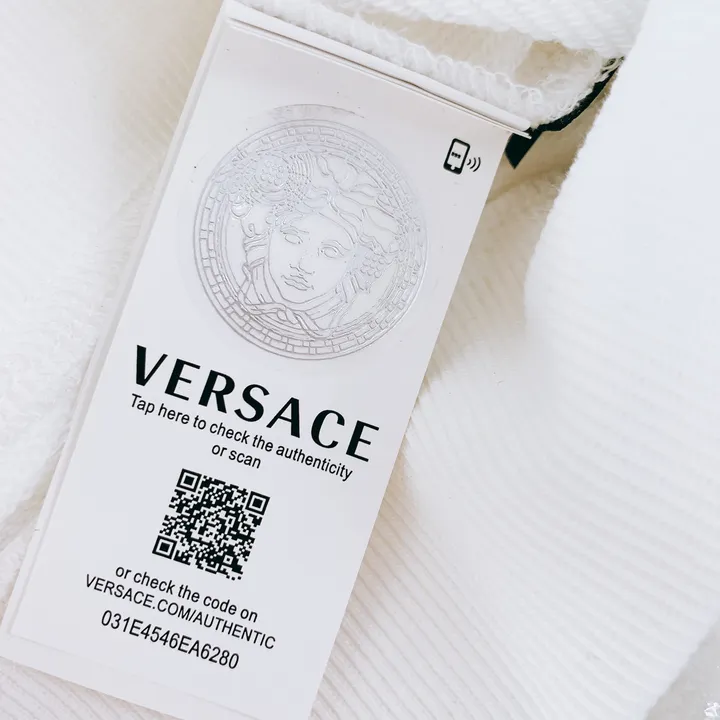 VERSACE
Tap here to check the authenticity
or scan
or check the code on
VERSACE.COM/AUTHENTIC
031E4546EA6280